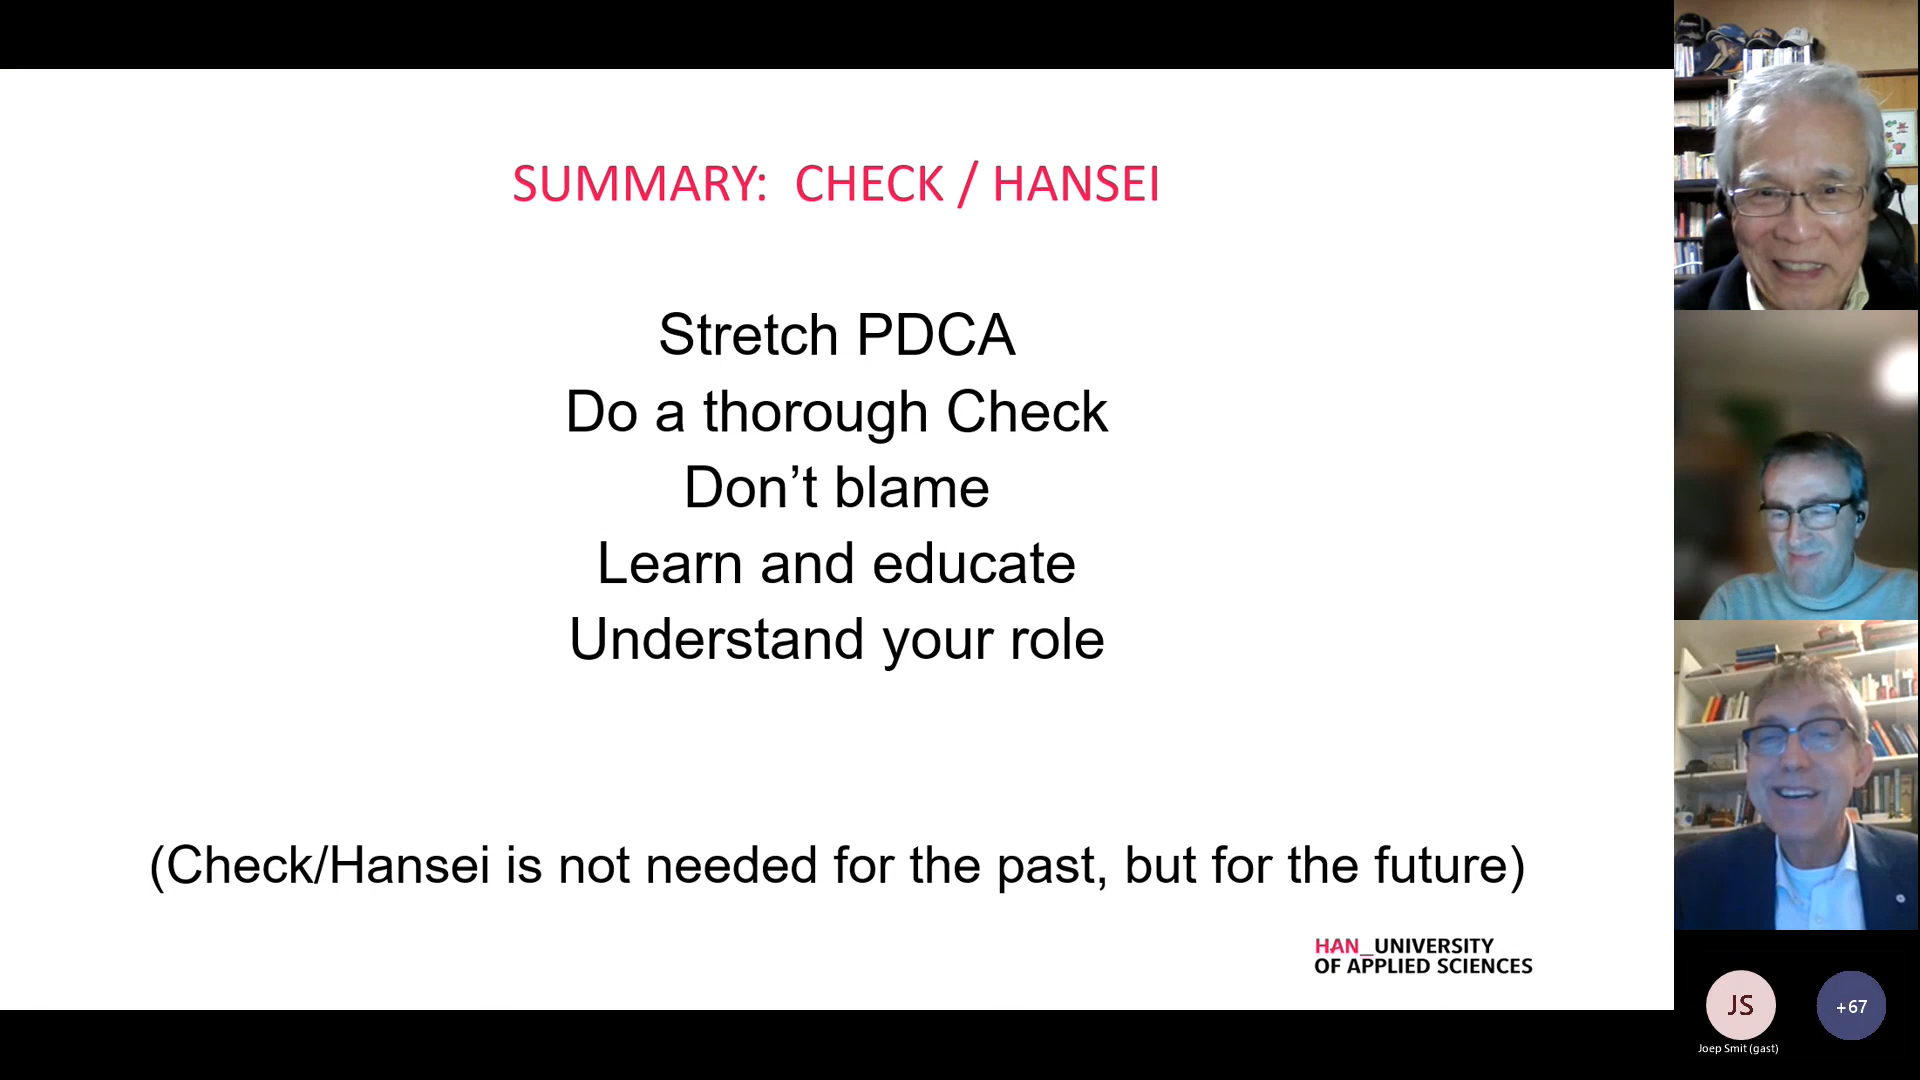 SUMMARY: CHECK / HANSEI
Stretch PDCA
Do a thorough Check
Don’t blame
Learn and educate
Understand your role
(Check/Hansei is not needed for the past, but for the future)
HAN_UNIVERSITY
OF APPLIED SCIENCES
JS
+67
Joep Smit (gast)